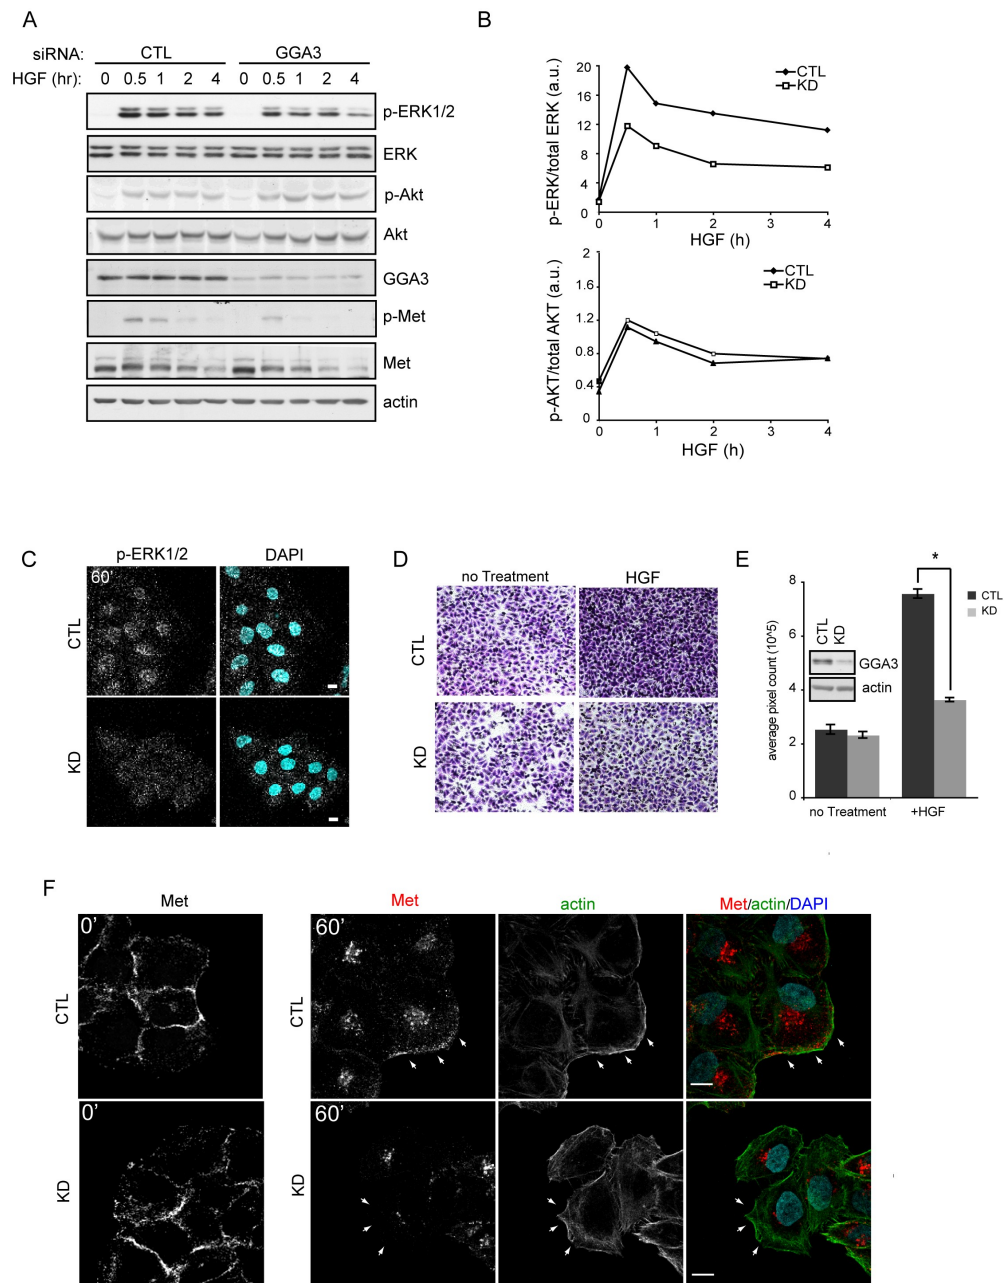 A
siRNA: CTL GGA3
HGF (hr): 0 0.5 1 2 4 0 0.5 1 2 4
p-ERK1/2
ERK
p-Akt
Akt
GGA3
p-Met
Met
actin
B
p-ERK/total ERK (a.u.)
20
16
12
8
4
0
CTL
KD
0 1 2 3 4
HGF (h)
p-AKT/total AKT (a.u.)
2
1.6
1.2
0.8
0.4
0
CTL
KD
0 1 2 3 4
HGF (h)
C
p-ERK1/2 DAPI
60'
CTL
KD
D
no Treatment HGF
CTL
KD
E
average pixel count (10^5)
8
6
4
2
0
*
CTL
KD
CTL KD
GGA3
actin
no Treatment +HGF
F
Met Met actin Met/actin/DAPI
CTL 0' CTL 60'
KD 0' KD 60'